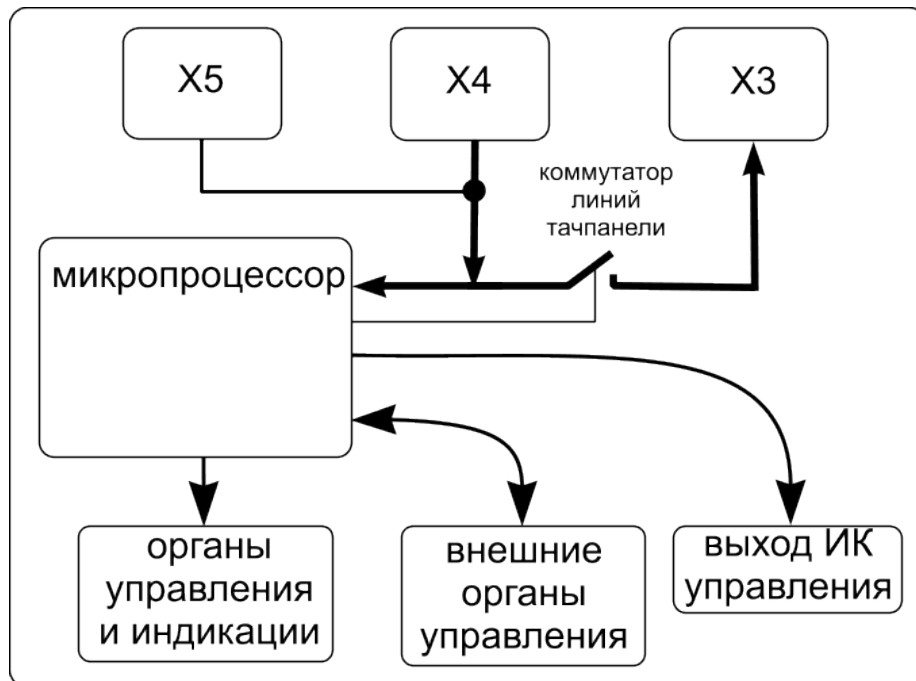 X5
X4
X3
коммутатор
линий
тачпанели
микропроцессор
органы
управления
и индикации
внешние
органы
управления
выход ИК
управления